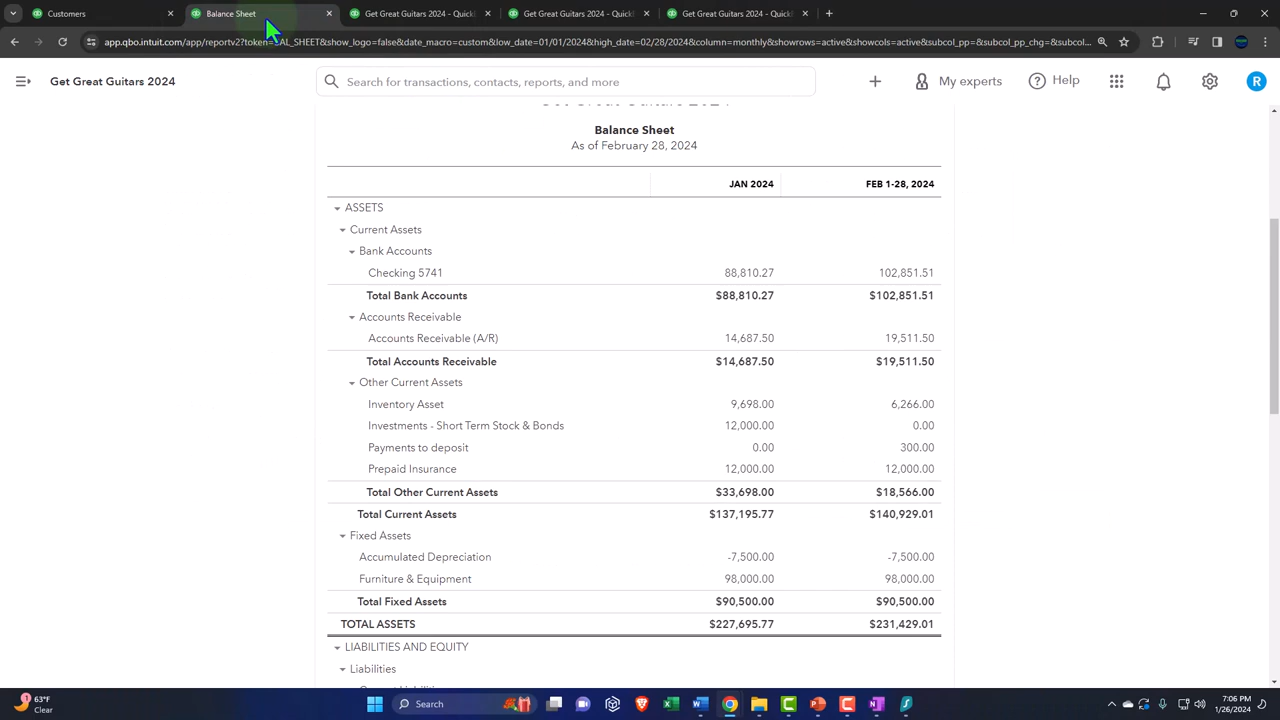 Customers
Balance Sheet
Get Great Guitars 2024 - Quick
Get Great Guitars 2024 - Quick
Get Great Guitars 2024 - Quick
app.qbo.intuit.com/app/reportv2?token=BAL_SHEET&show_logo=false&date_macro=custom&low_date=01/01/2024&high_date=02/28/2024&column=monthly&showrows=active&showcols=active&subcol_pp=&subcol_pp_chg=&subcol...
Get Great Guitars 2024
Search for transactions, contacts, reports, and more
My experts
Help
R
Balance Sheet
As of February 28, 2024
JAN 2024 FEB 1-28, 2024
ASSETS
Current Assets
Bank Accounts
Checking 5741 88,810.27 102,851.51
Total Bank Accounts $88,810.27 $102,851.51
Accounts Receivable
Accounts Receivable (A/R) 14,687.50 19,511.50
Total Accounts Receivable $14,687.50 $19,511.50
Other Current Assets
Inventory Asset 9,698.00 6,266.00
Investments - Short Term Stock & Bonds 12,000.00 0.00
Payments to deposit 0.00 300.00
Prepaid Insurance 12,000.00 12,000.00
Total Other Current Assets $33,698.00 $18,566.00
Total Current Assets $137,195.77 $140,929.01
Fixed Assets
Accumulated Depreciation -7,500.00 -7,500.00
Furniture & Equipment 98,000.00 98,000.00
Total Fixed Assets $90,500.00 $90,500.00
TOTAL ASSETS $227,695.77 $231,429.01
LIABILITIES AND EQUITY
Liabilities
63°F
Clear
Search
7:06 PM
1/26/2024